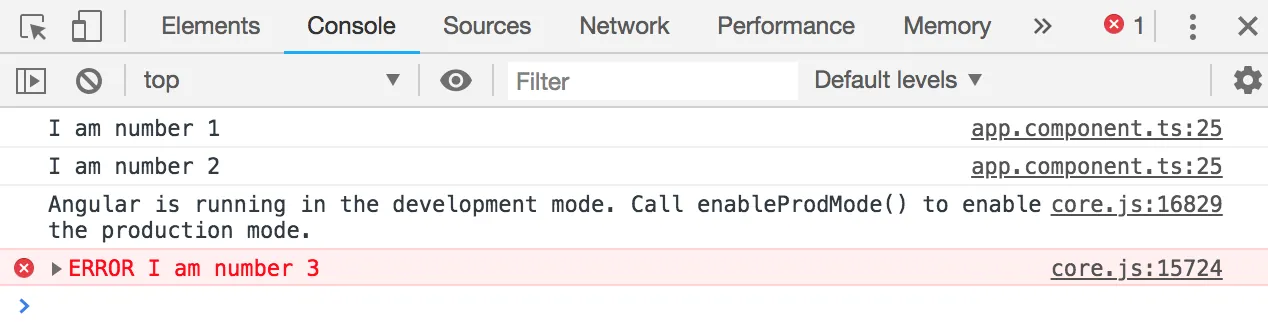 Elements Console Sources Network Performance Memory » 1
top ▼ Filter Default levels ▼
I am number 1 app.component.ts:25
I am number 2 app.component.ts:25
Angular is running in the development mode. Call enableProdMode() to enable core.js:16829
the production mode.
ERROR I am number 3 core.js:15724